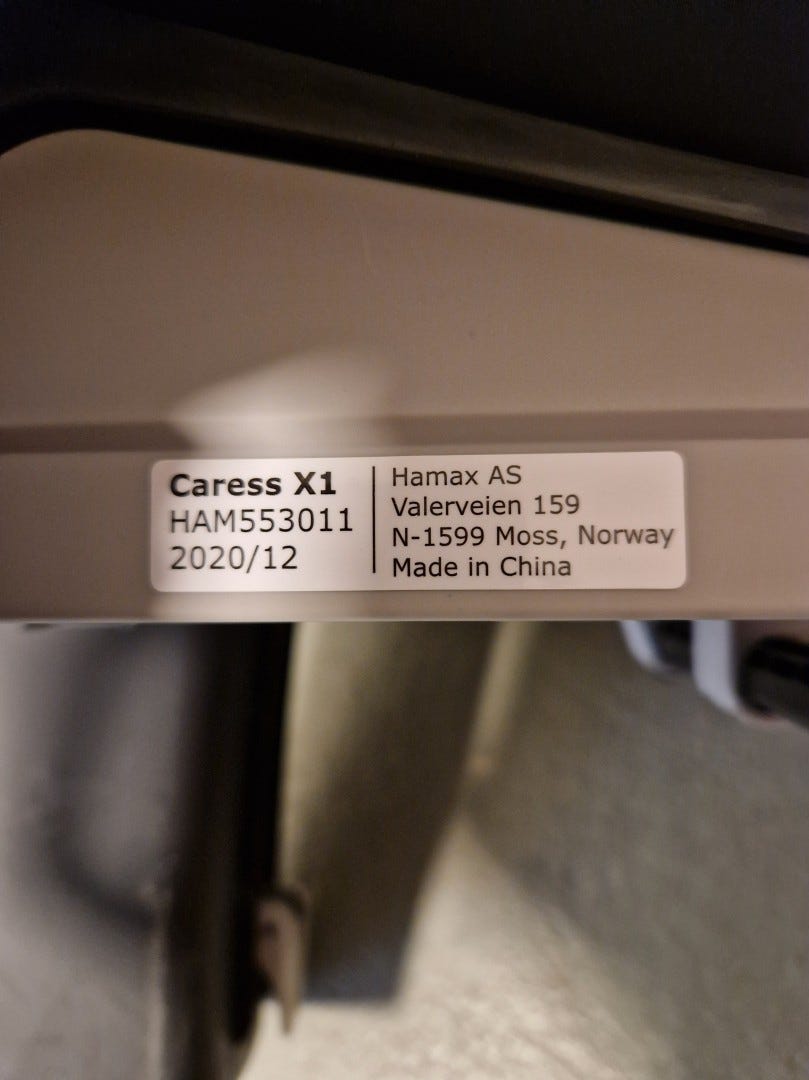 Caress X1
HAM553011
2020/12
Hamax AS
Valerveien 159
N-1599 Moss, Norway
Made in China